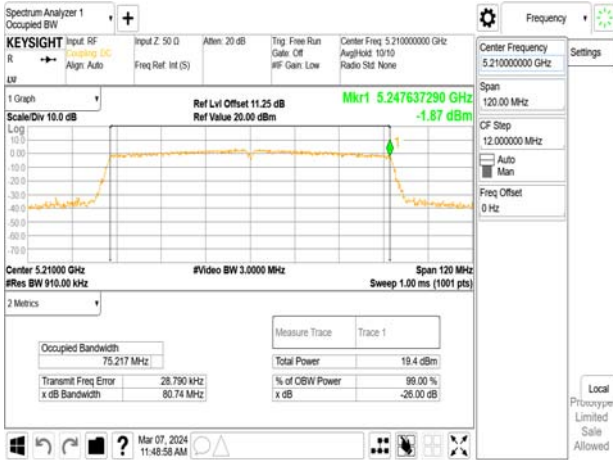 Spectrum Analyzer 1
Occupied BW
Frequency
KEYSIGHT
Input: RF
Coupling: DC
Align: Auto
Input Z: 50 Ω
Freq Ref: Int (S)
Atten: 20 dB
Trig: Free Run
Gate: Off
#IF Gain: Low
Center Freq: 5.210000000 GHz
Avg|Hold: 10/10
Radio Std: None
R
LXI
1 Graph
Scale/Div 10.0 dB
Ref Lvl Offset 11.25 dB
Ref Value 20.00 dBm
Mkr1 5.247637290 GHz
-1.87 dBm
Log
10.0
0.00
-10.0
-20.0
-30.0
-40.0
-50.0
-60.0
-70.0
1
Center 5.21000 GHz
#Res BW 910.00 kHz
#Video BW 3.0000 MHz
Span 120 MHz
Sweep 1.00 ms (1001 pts)
2 Metrics
Measure Trace
Trace 1
Occupied Bandwidth
75.217 MHz
Total Power
19.4 dBm
Transmit Freq Error
28.790 kHz
% of OBW Power
99.00 %
x dB Bandwidth
80.74 MHz
x dB
-26.00 dB
Mar 07, 2024
11:48:58 AM
Center Frequency
5.210000000 GHz
Settings
Span
120.00 MHz
CF Step
12.000000 MHz
Auto
Man
Freq Offset
0 Hz
Local
Prototype
Limited
Sale
Allowed